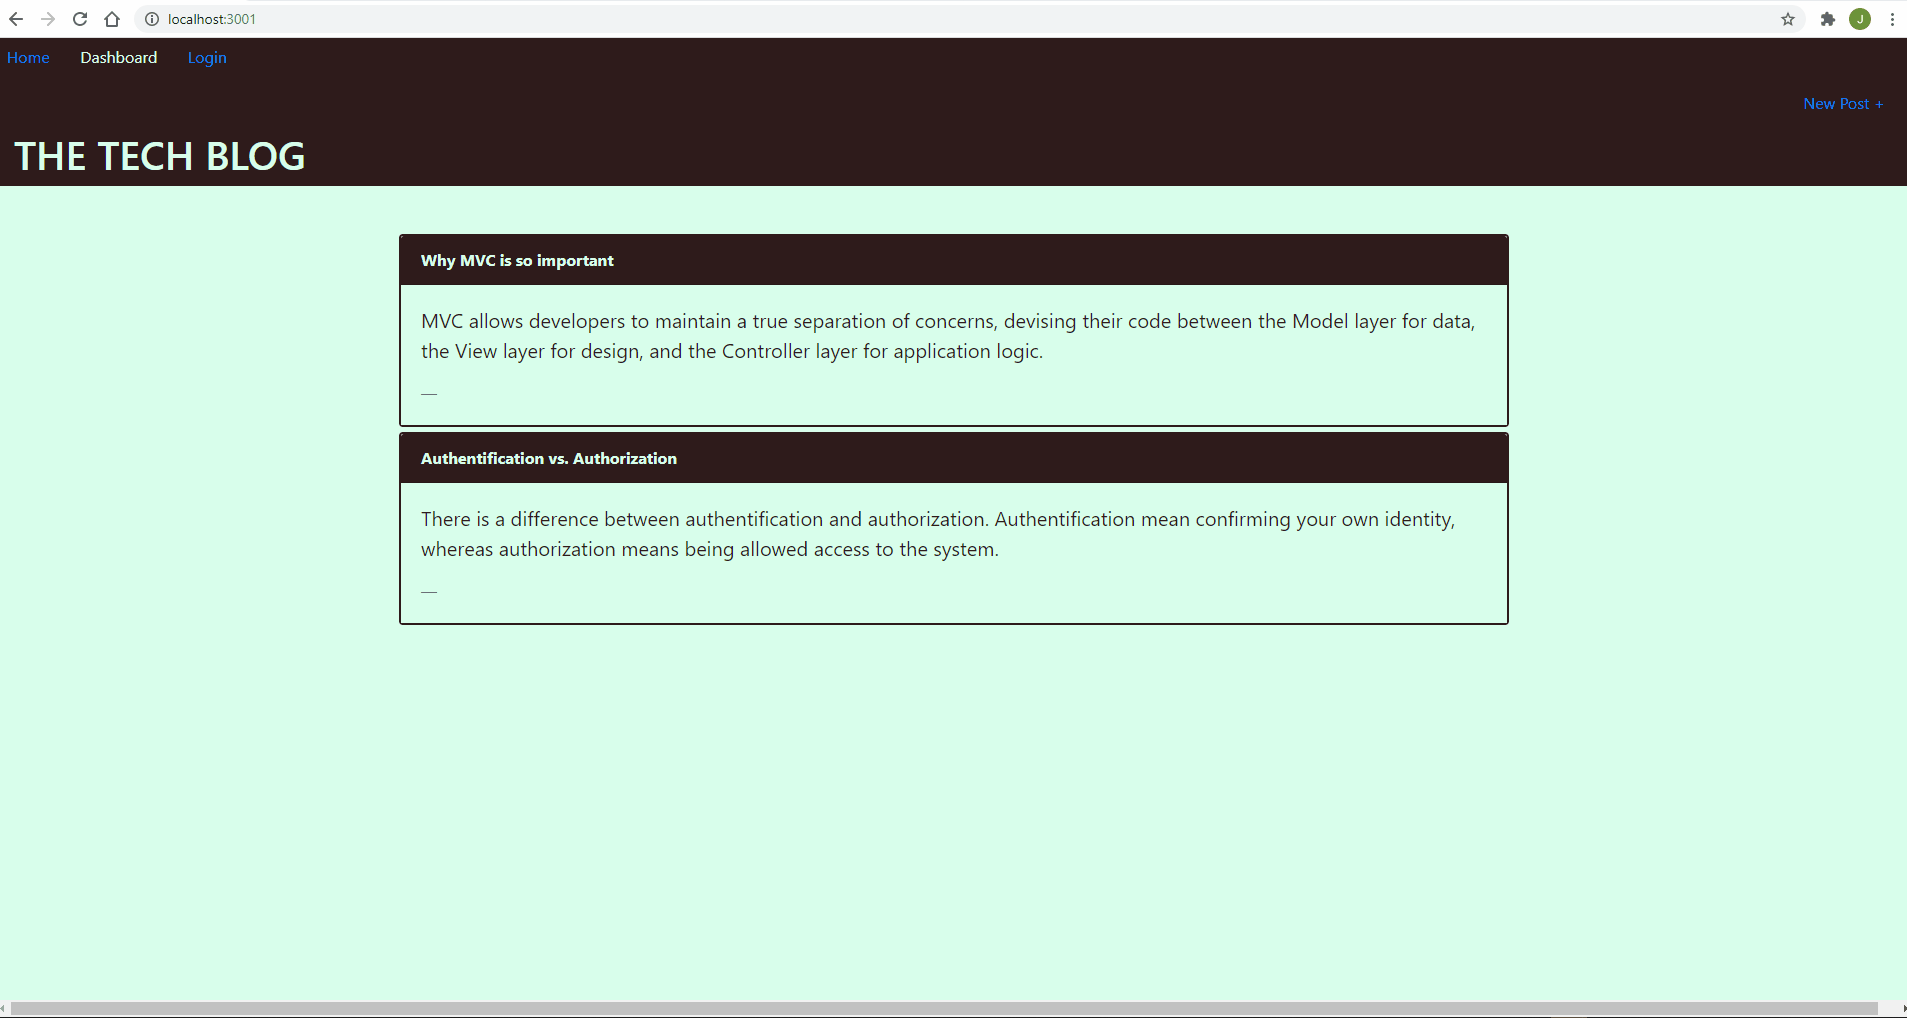 localhost:3001
J
Home Dashboard Login
New Post +
THE TECH BLOG
Why MVC is so important
MVC allows developers to maintain a true separation of concerns, devising their code between the Model layer for data,
the View layer for design, and the Controller layer for application logic.
—
Authentification vs. Authorization
There is a difference between authentification and authorization. Authentification mean confirming your own identity,
whereas authorization means being allowed access to the system.
—